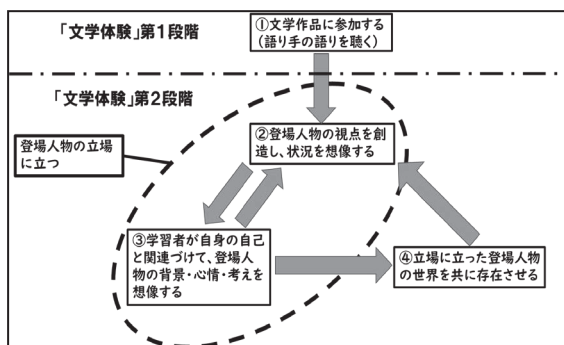 「文学体験」第1段階
①文学作品に参加する
（語り手の語りを聴く）
「文学体験」第2段階
登場人物の立場
に立つ
②登場人物の視点を創
造し、状況を想像する
③学習者が自身の自己
と関連づけて、登場人
物の背景・心情・考えを
想像する
④立場に立った登場人物
の世界を共に存在させる